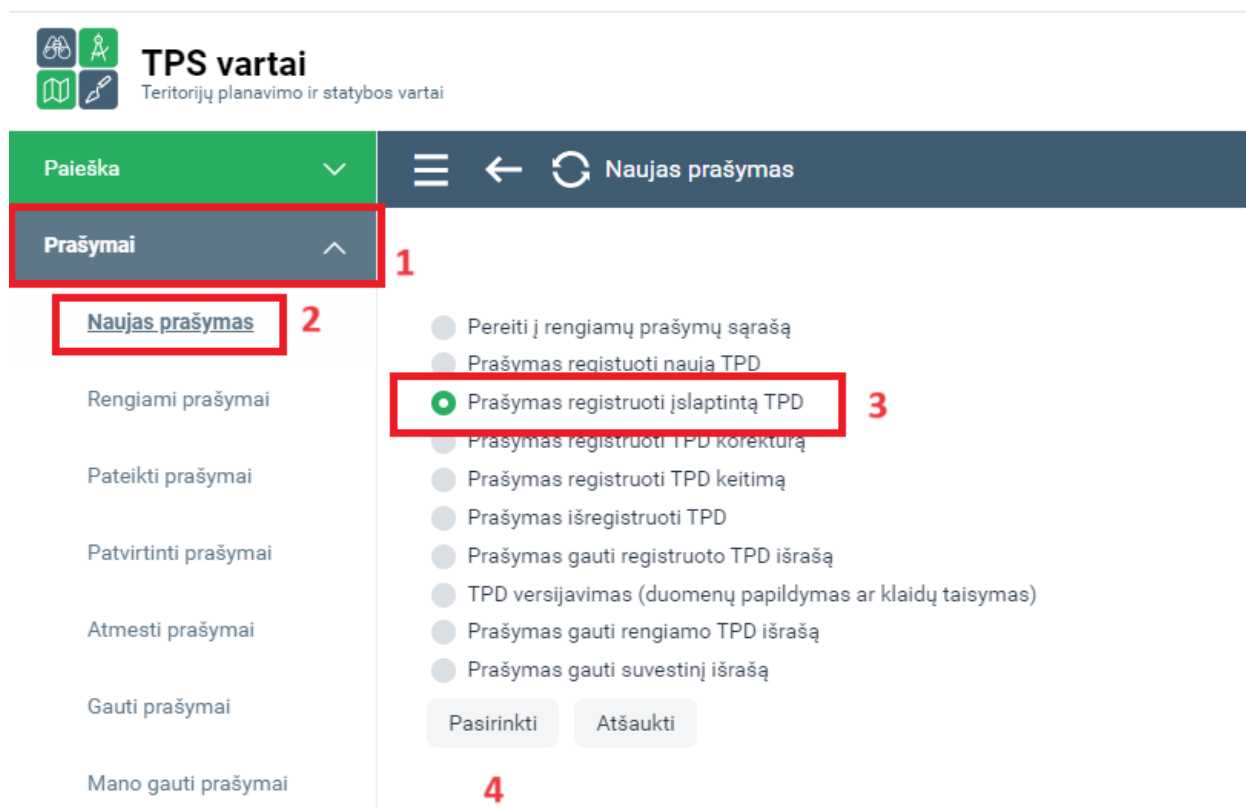 TPS vartai
Teritorijų planavimo ir statybos vartai
Paieška
Naujas prašymas
Prašymai
1
Naujas prašymas
2
Rengiami prašymai
Pateikti prašymai
Patvirtinti prašymai
Atmesti prašymai
Gauti prašymai
Mano gauti prašymai
Pereiti į rengiamų prašymų sąrašą
Prašymas registuoti naują TPD
Prašymas registruoti įslaptintą TPD
3
Prašymas registruoti TPD korektūrą
Prašymas registruoti TPD keitimą
Prašymas išregistruoti TPD
Prašymas gauti registruoto TPD išrašą
TPD versijavimas (duomenų papildymas ar klaidų taisymas)
Prašymas gauti rengiamo TPD išrašą
Prašymas gauti suvestinį išrašą
Pasirinkti Atšaukti
4